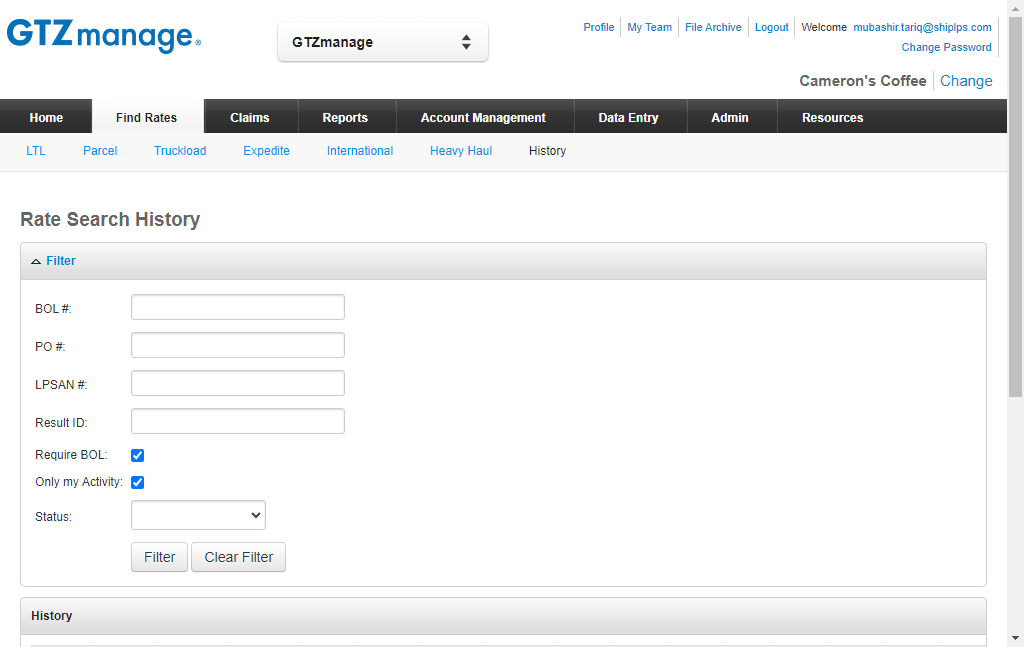 GTZmanage®
GTZmanage
Profile My Team File Archive Logout Welcome mubashir.tariq@shiplps.com
Change Password
Cameron's Coffee Change
Home Find Rates Claims Reports Account Management Data Entry Admin Resources
LTL Parcel Truckload Expedite International Heavy Haul History
Rate Search History
Filter
BOL #:
PO #:
LPSAN #:
Result ID:
Require BOL:
Only my Activity:
Status:
Filter Clear Filter
History